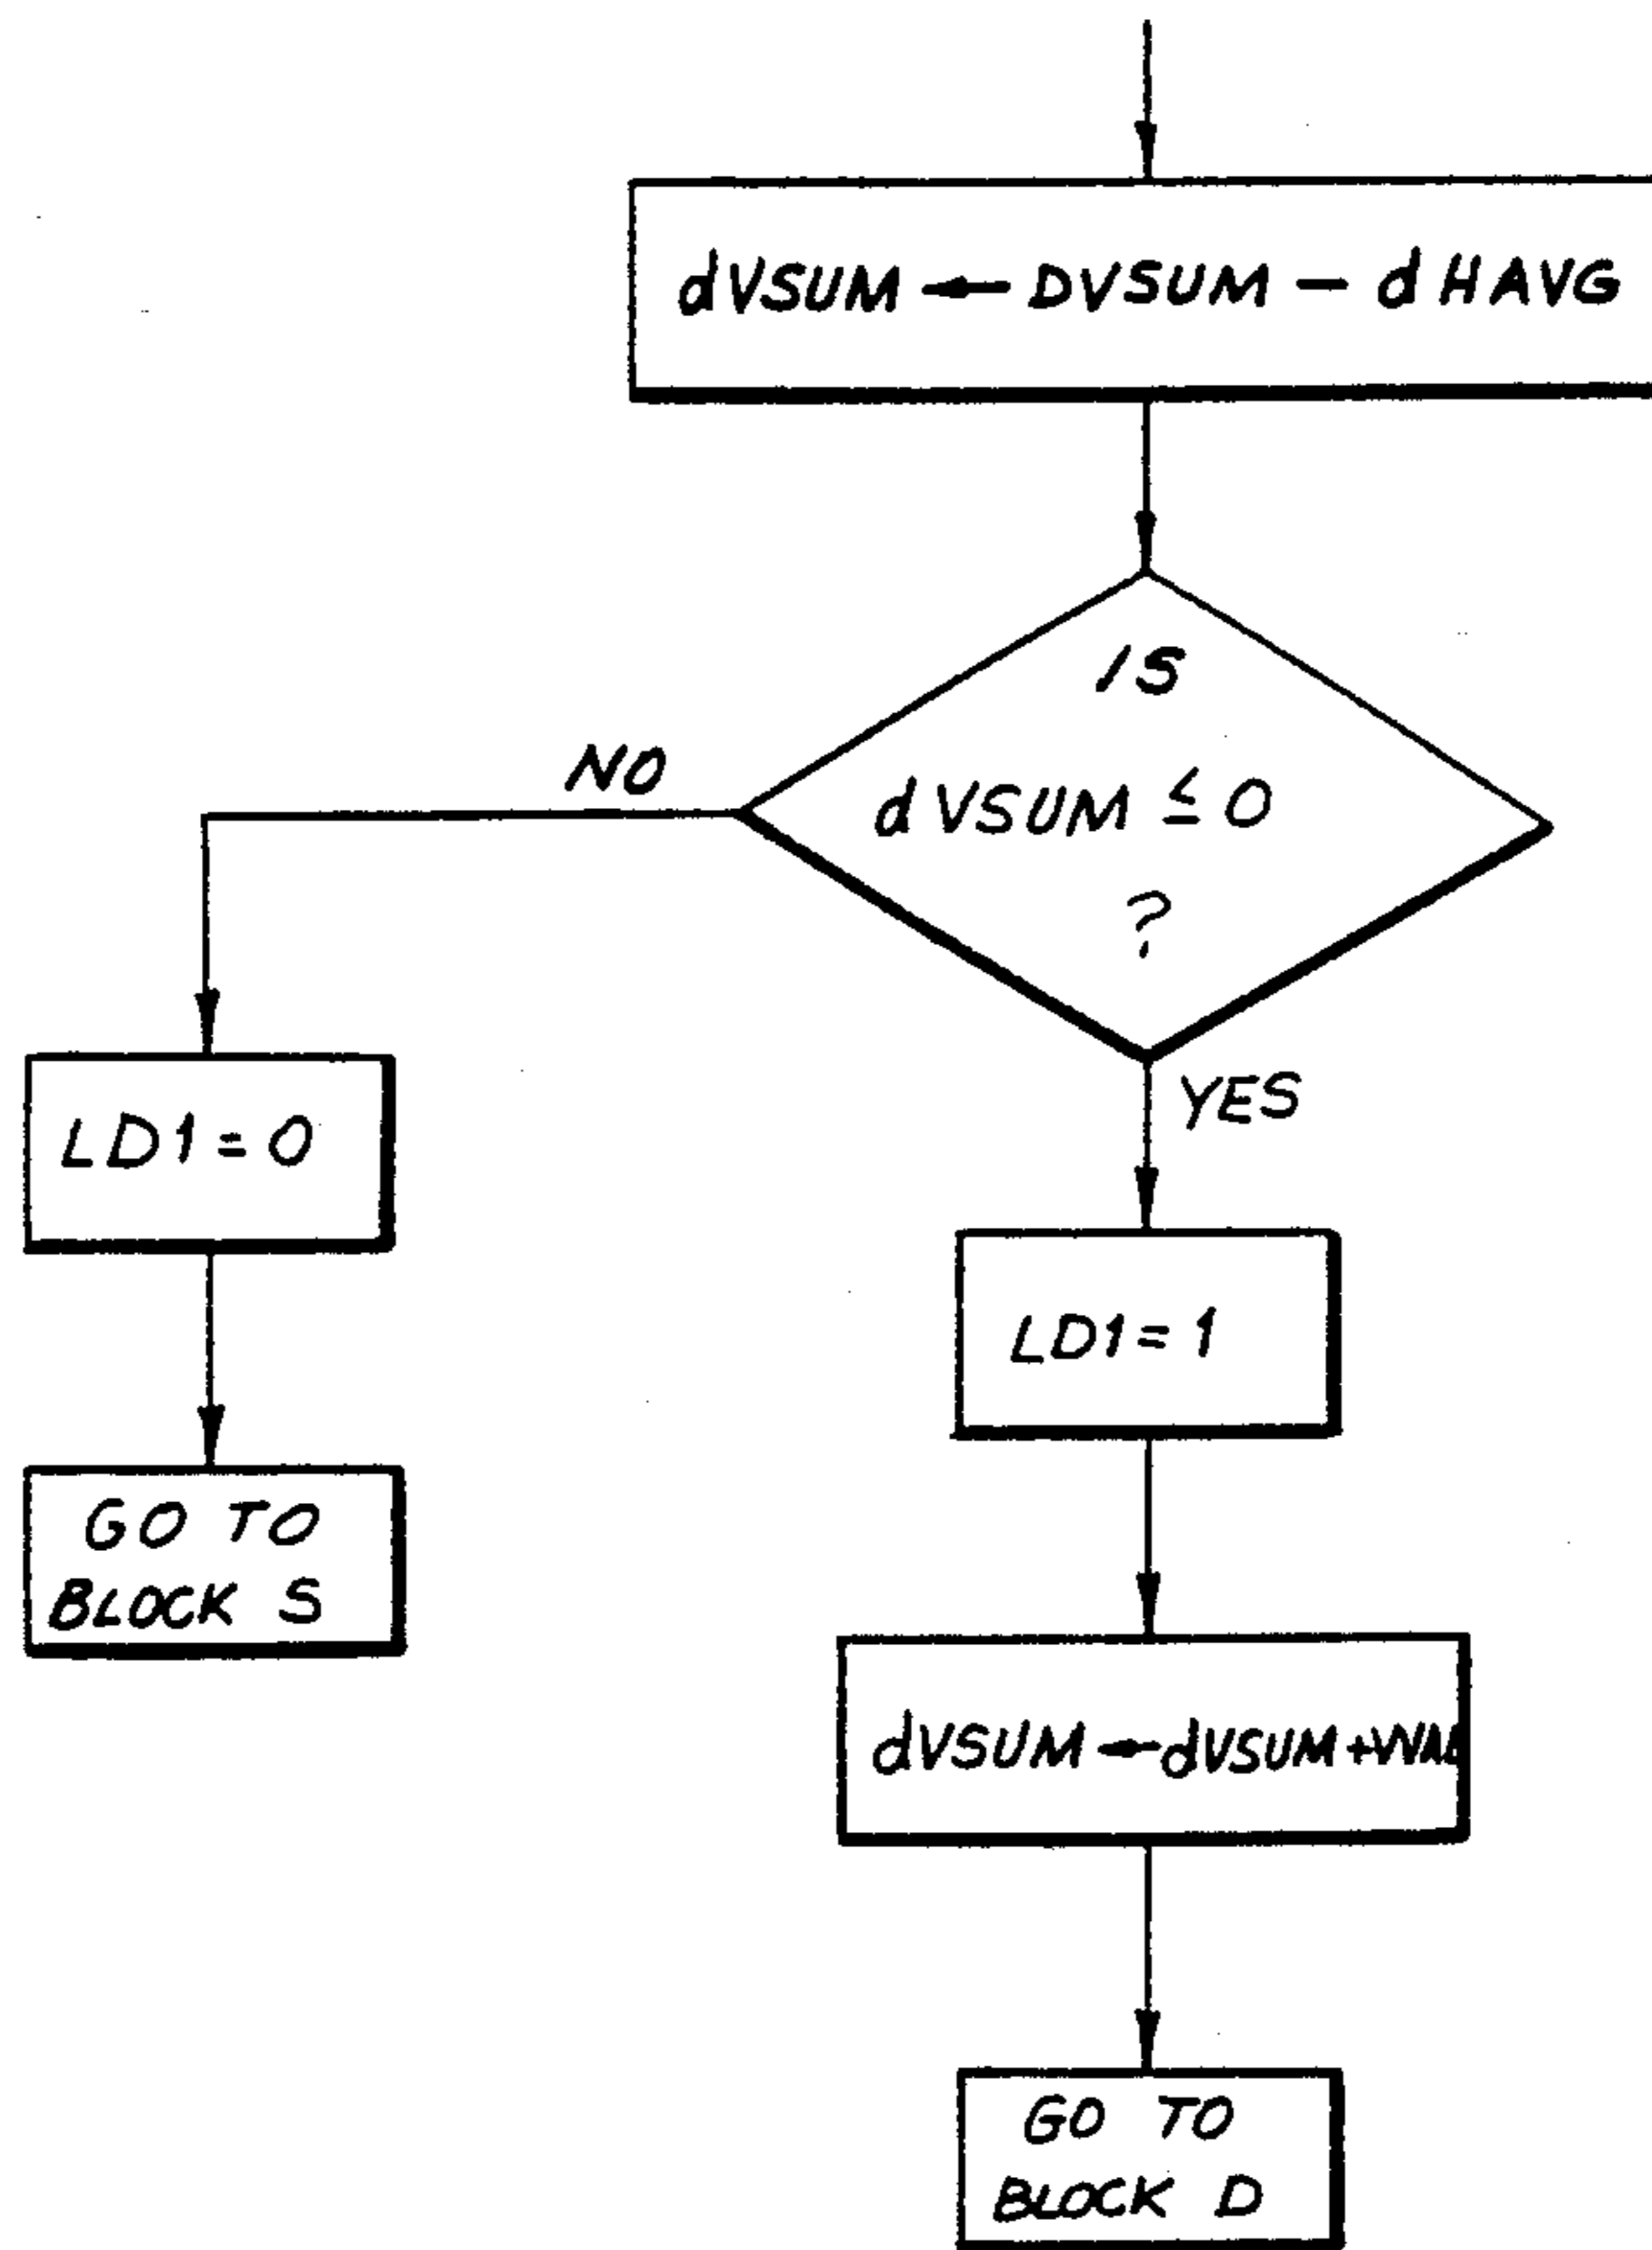 dVSUM ← DVSUM - dHAVG
IS
dVSUM ≤ 0
?
NO
YES
LD1=0
LD1=1
GO TO
BLOCK S
dVSUM ← dVSUM +
GO TO
BLOCK D